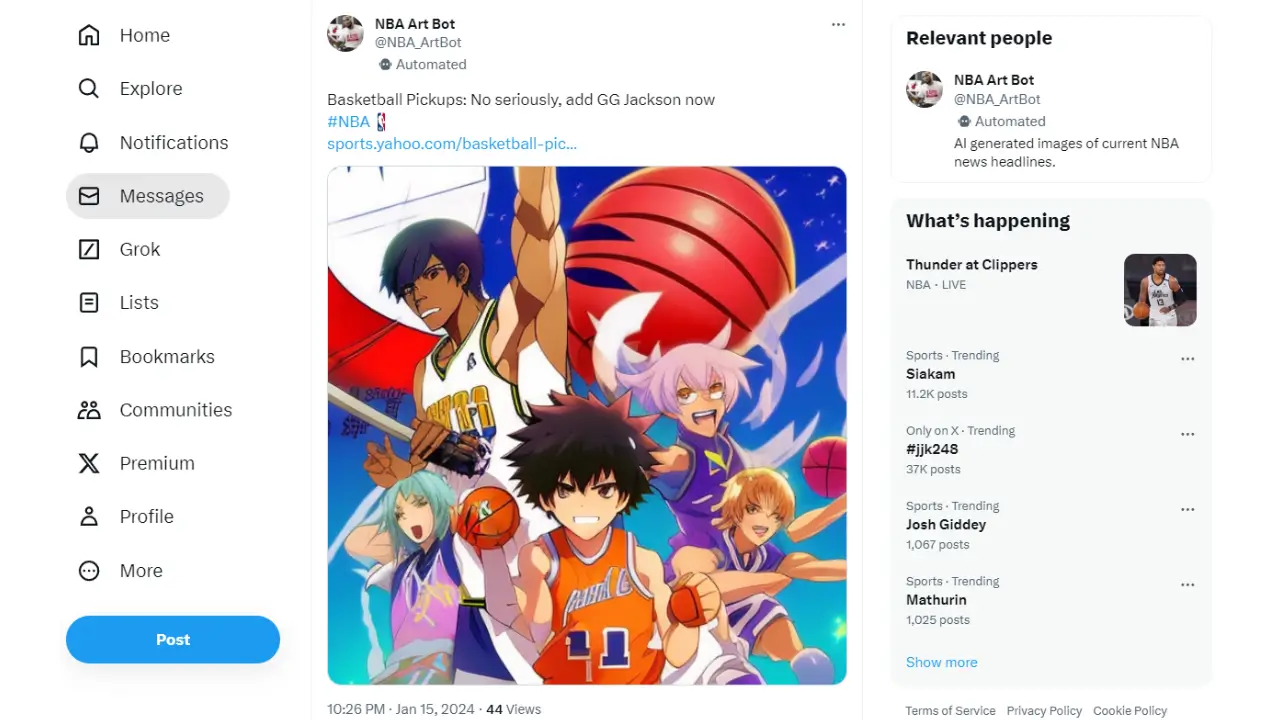 Home
Explore
Notifications
Messages
Grok
Lists
Bookmarks
Communities
Premium
Profile
More
Post
NBA Art Bot
@NBA_ArtBot
Automated
Basketball Pickups: No seriously, add GG Jackson now
#NBA
sports.yahoo.com/basketball-pic...
10:26 PM · Jan 15, 2024 · 44 Views
Relevant people
NBA Art Bot
@NBA_ArtBot
Automated
AI generated images of current NBA
news headlines.
What's happening
Thunder at Clippers
NBA · LIVE
Sports · Trending
Siakam
11.2K posts
Only on X · Trending
#jjk248
37K posts
Sports · Trending
Josh Giddey
1,067 posts
Sports · Trending
Mathurin
1,025 posts
Show more
Terms of Service Privacy Policy Cookie Policy